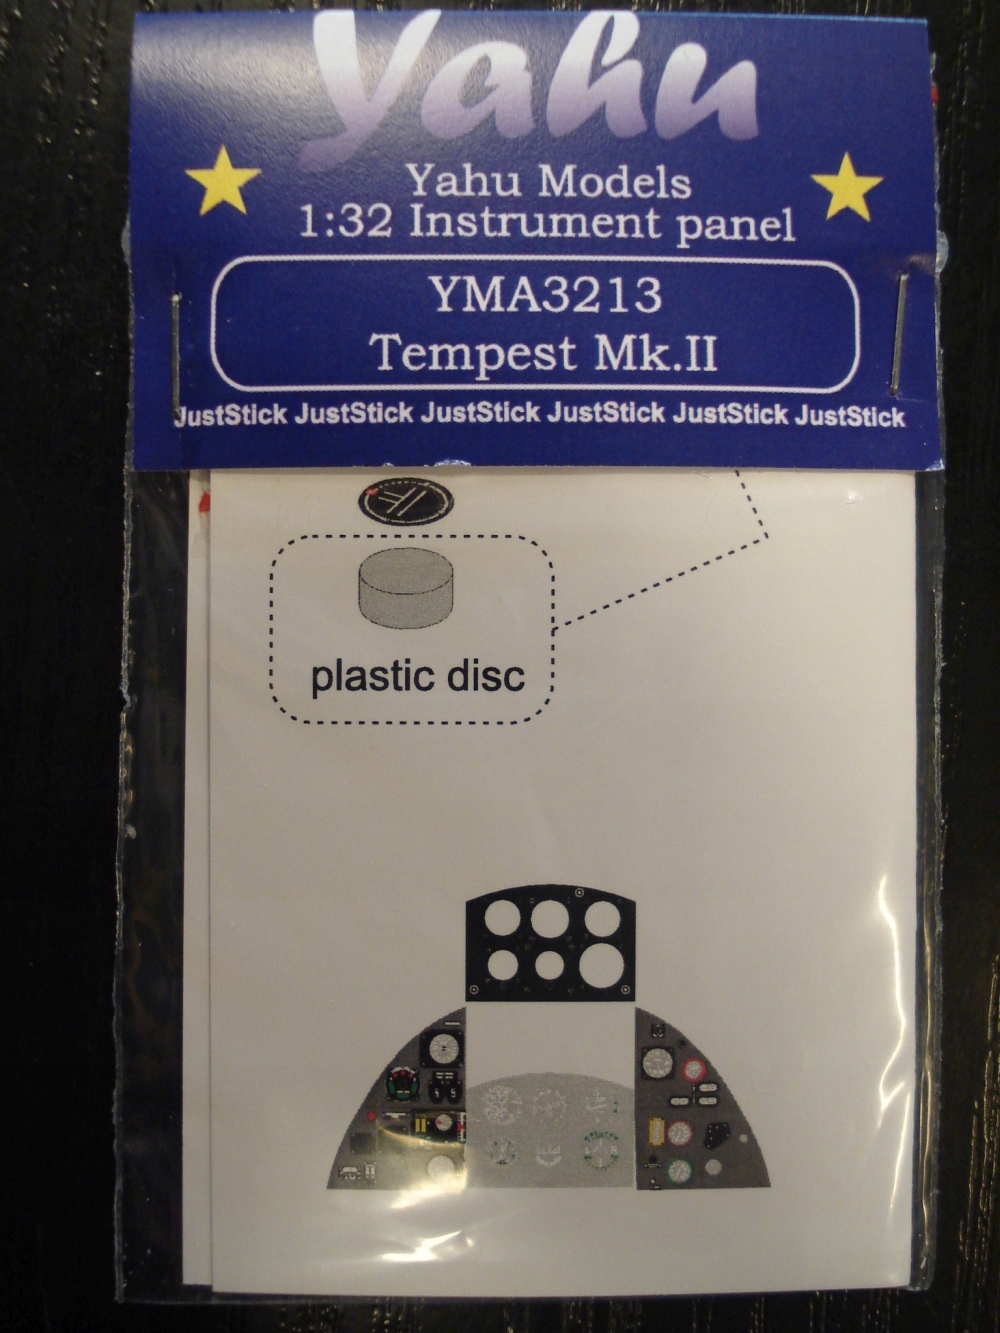 Yahu
Yahu Models
1:32 Instrument panel
YMA3213
Tempest Mk.II
JustStick JustStick JustStick JustStick JustStick JustStick
plastic disc